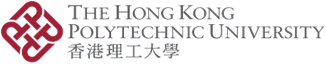 THE HONG KONG
POLYTECHNIC UNIVERSITY
香港理工大學